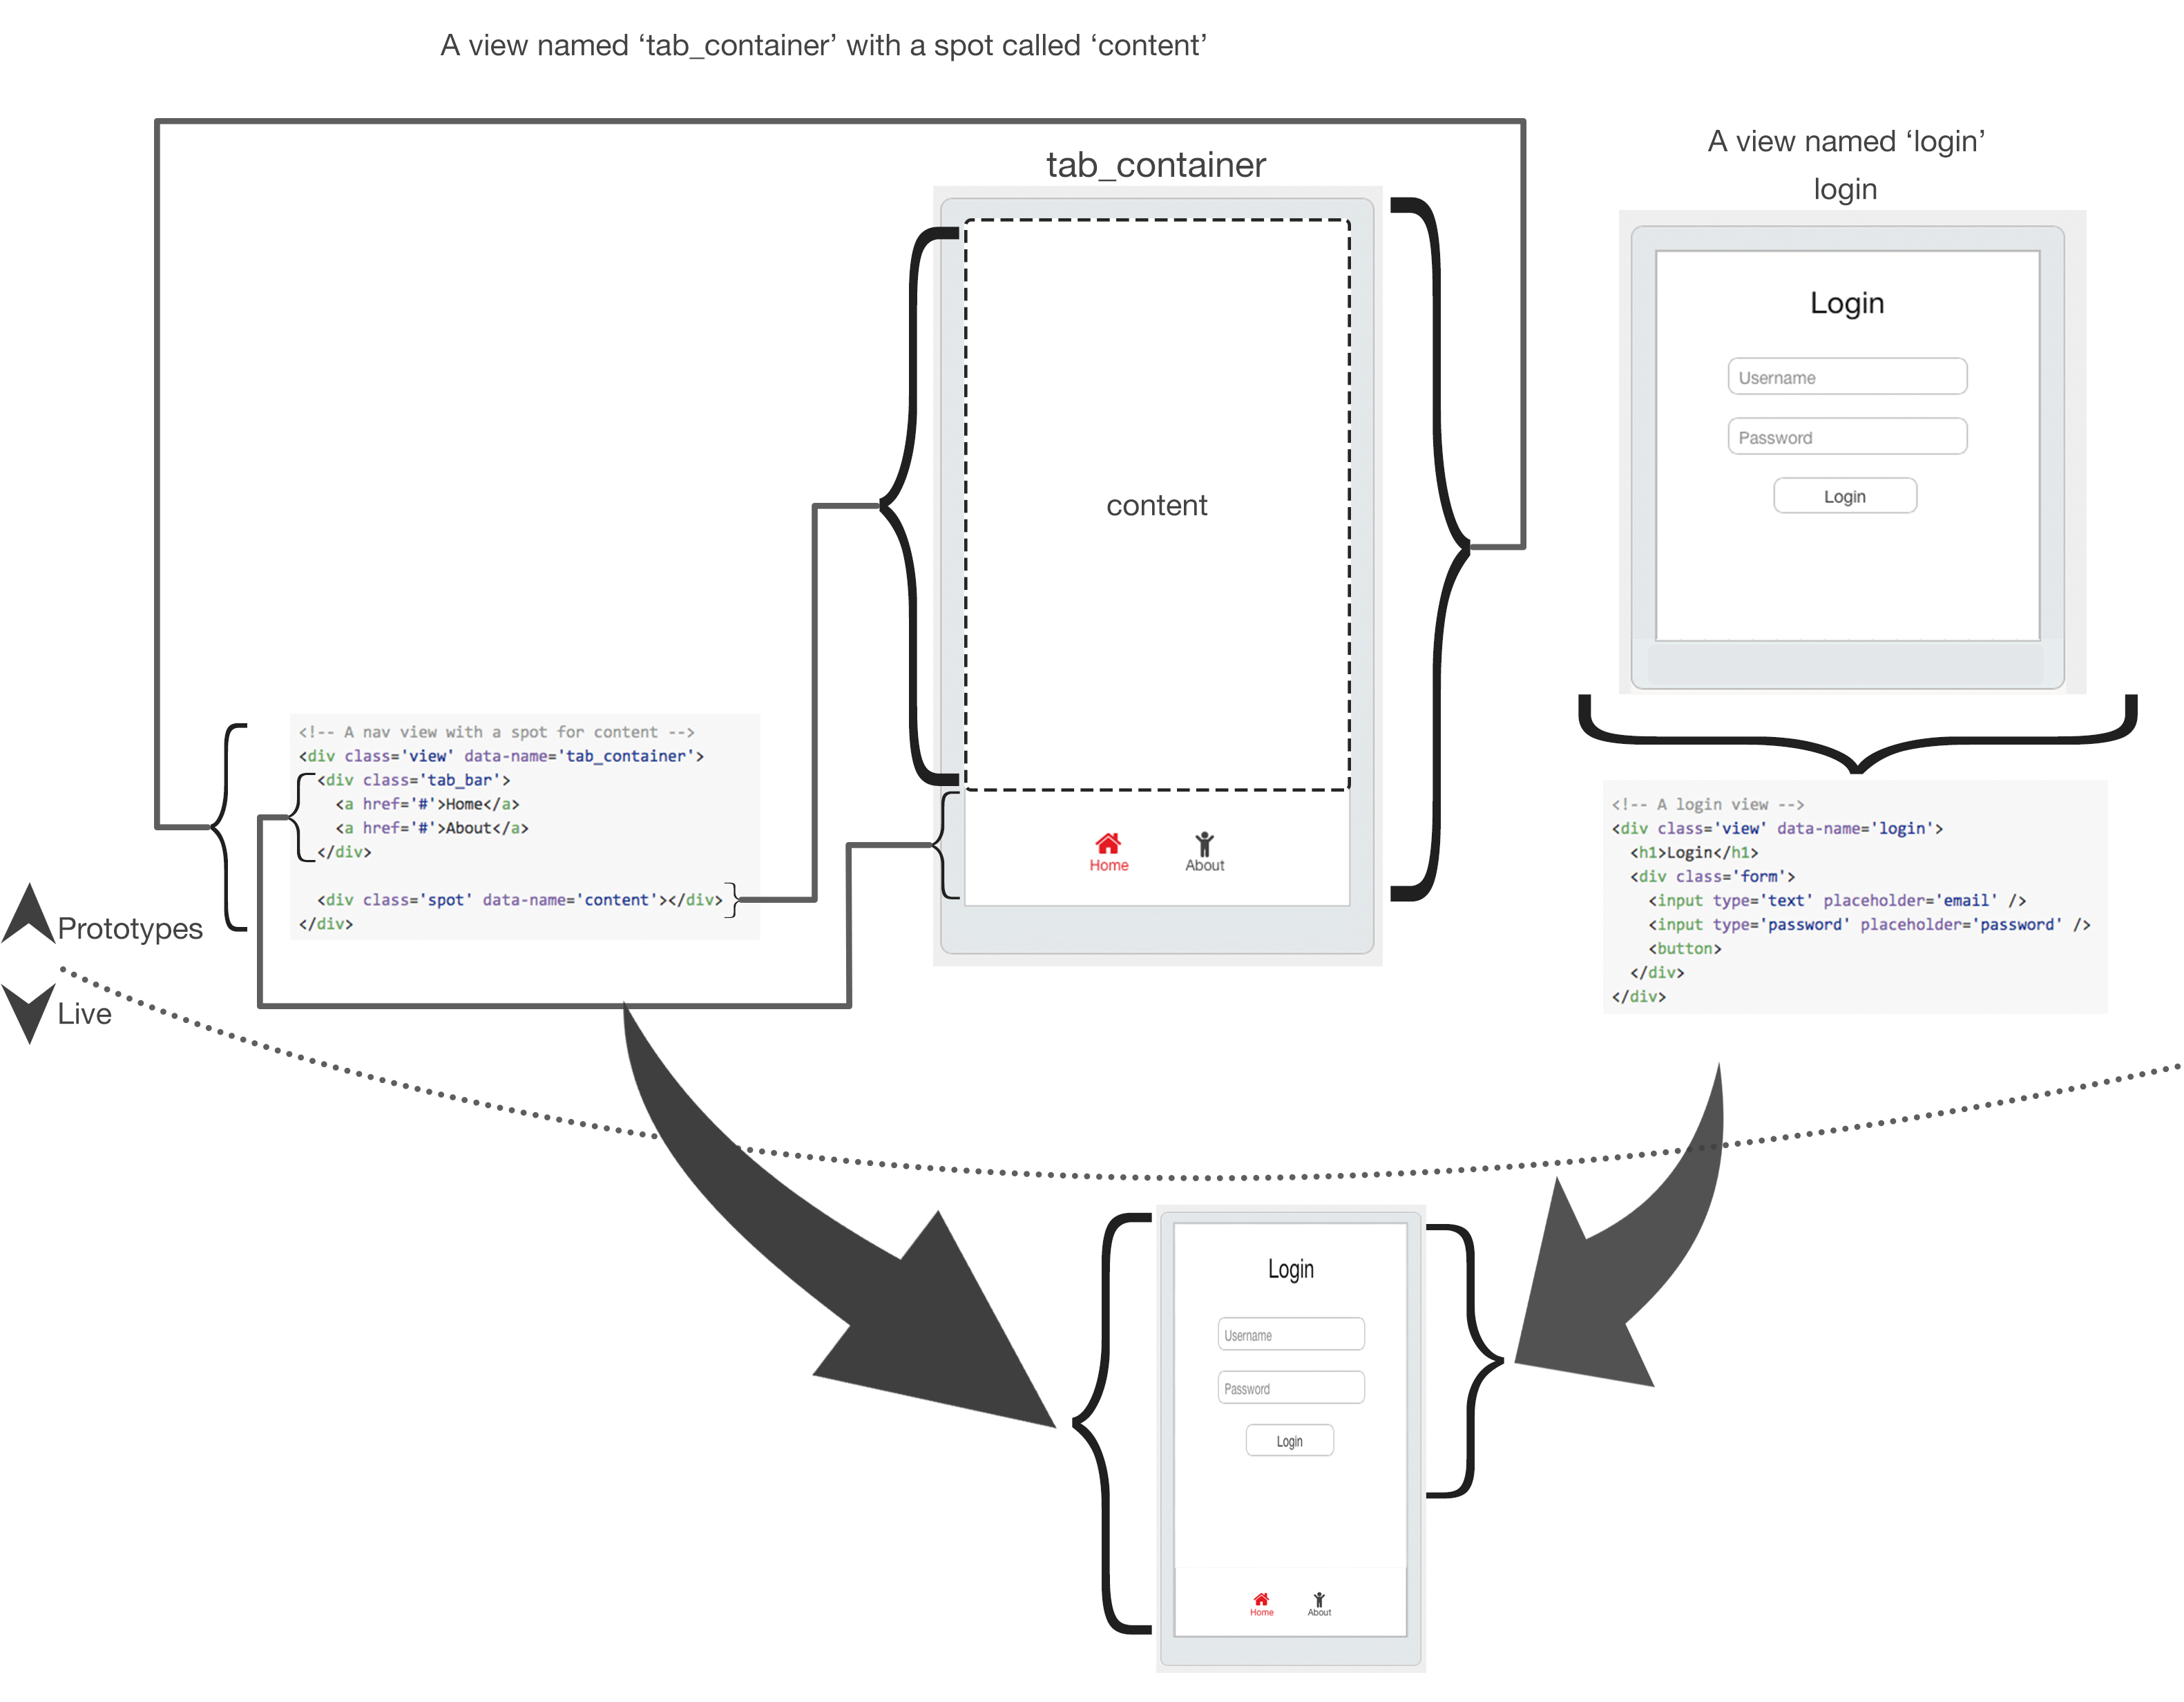 A view named ‘tab_container’ with a spot called ‘content’
tab_container
content
Home
About
A view named ‘login’
login
Login
Username
Password
Login
<!-- A nav view with a spot for content -->
<div class='view' data-name='tab_container'>
<div class='tab_bar'>
<a href='#'>Home</a>
<a href='#'>About</a>
</div>
<div class='spot' data-name='content'></div>
</div>
<!-- A login view -->
<div class='view' data-name='login'>
<h1>Login</h1>
<div class='form'>
<input type='text' placeholder='email' />
<input type='password' placeholder='password' />
<button>
</div>
</div>
Prototypes
Live
Login
Username
Password
Login
Home
About